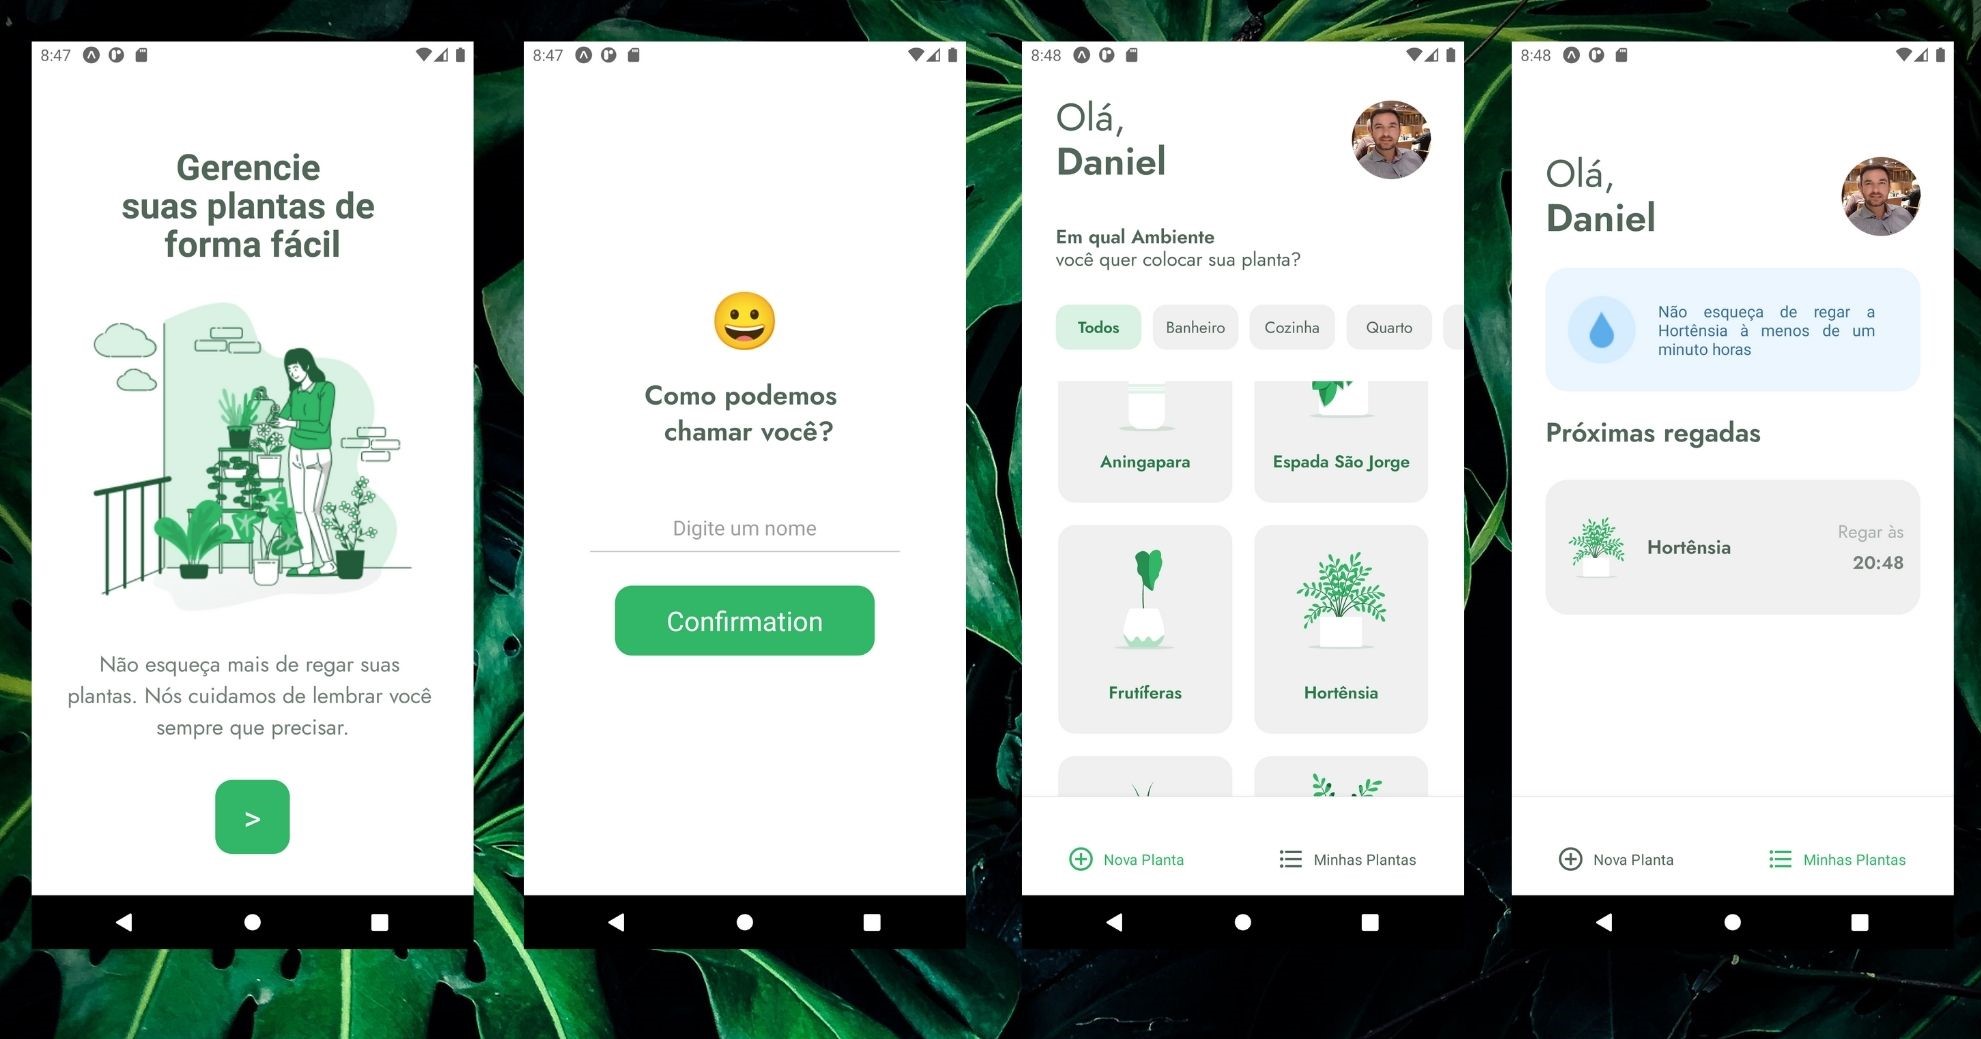 8:47
Gerencie
suas plantas de
forma fácil
Não esqueça mais de regar suas
plantas. Nós cuidamos de lembrar você
sempre que precisar.
>
8:47
Como podemos
chamar você?
Digite um nome
Confirmation
8:48
Olá,
Daniel
Em qual Ambiente
você quer colocar sua planta?
Todos Banheiro Cozinha Quarto
Aningapara Espada São Jorge
Frutíferas Hortênsia
Nova Planta Minhas Plantas
8:48
Olá,
Daniel
Não esqueça de regar a
Hortênsia à menos de um
minuto horas
Próximas regadas
Hortênsia
Regar às
20:48
Nova Planta Minhas Plantas